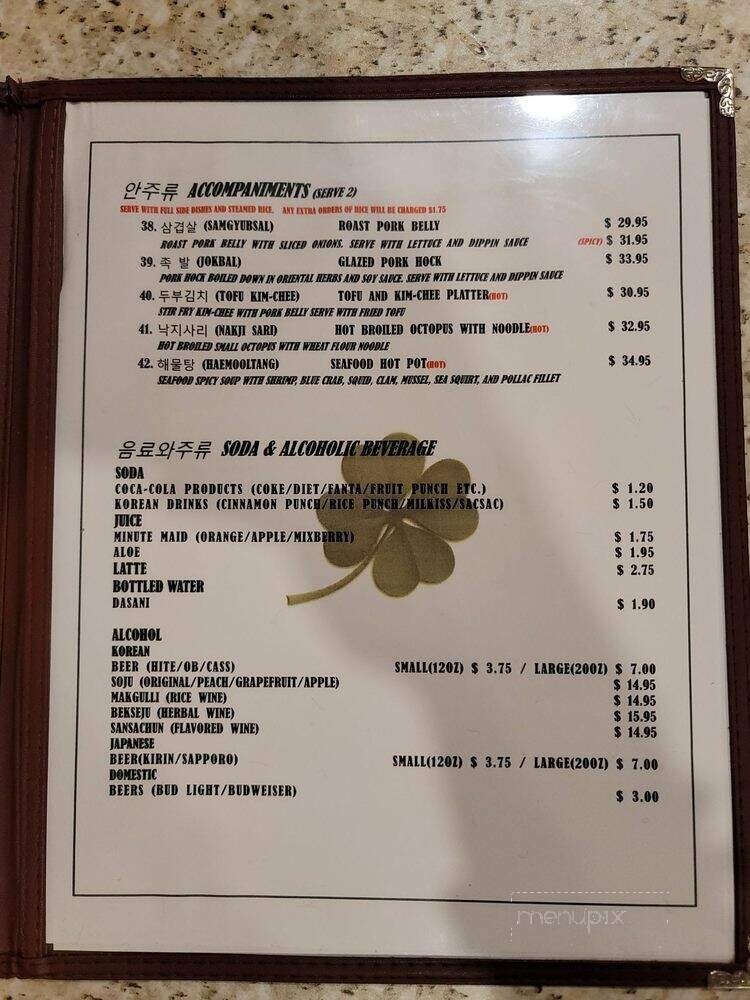 안주류 ACCOMPANIMENTS (SERVE 2)
SERVE WITH FULL SIDE DISHES AND STEAMED RICE. ANY EXTRA ORDERS OF RICE WILL BE CHARGED $1.75
38. 삼겹살 (SAMGYUBSAL) ROAST PORK BELLY $ 29.95
ROAST PORK BELLY WITH SLICED ONIONS. SERVE WITH LETTUCE AND DIPPIN SAUCE (SPICY) $ 31.95
39. 족 발 (JOKBAL) GLAZED PORK HOCK $ 33.95
PORK HOCK BOILED DOWN IN ORIENTAL HERBS AND SOY SAUCE. SERVE WITH LETTUCE AND DIPPIN SAUCE
40. 두부김치 (TOFU KIM-CHEE) TOFU AND KIM-CHEE PLATTER(HOT) $ 30.95
STIR FRY KIM-CHEE WITH PORK BELLY SERVE WITH FRIED TOFU
41. 낙지사리 (NAKJI SARI) HOT BROILED OCTOPUS WITH NOODLE(HOT) $ 32.95
HOT BROILED SMALL OCTOPUS WITH WHEAT FLOUR NOODLE
42. 해물탕 (HAEMOOLTANG) SEAFOOD HOT POT(HOT) $ 34.95
SEAFOOD SPICY SOUP WITH SHRIMP, BLUE CRAB, SQUID, CLAM, MUSSEL, SEA SQUIRT, AND POLLAC FILLET
음료와주류 SODA & ALCOHOLIC BEVERAGE
SODA
COCA-COLA PRODUCTS (COKE/DIET/FANTA/FRUIT PUNCH ETC.) $ 1.20
KOREAN DRINKS (CINNAMON PUNCH/RICE PUNCH/MILKISS/SACSAC) $ 1.50
JUICE
MINUTE MAID (ORANGE/APPLE/MIXBERRY) $ 1.75
ALOE $ 1.95
LATTE $ 2.75
BOTTLED WATER
DASANI $ 1.90
ALCOHOL
KOREAN
BEER (HITE/OB/CASS) SMALL(12OZ) $ 3.75 / LARGE(20OZ) $ 7.00
SOJU (ORIGINAL/PEACH/GRAPEFRUIT/APPLE) $ 14.95
MAKGULLI (RICE WINE) $ 14.95
BEKSEJU (HERBAL WINE) $ 15.95
SANSACHUN (FLAVORED WINE) $ 14.95
JAPANESE
BEER(KIRIN/SAPPORO) SMALL(12OZ) $ 3.75 / LARGE(20OZ) $ 7.00
DOMESTIC
BEERS (BUD LIGHT/BUDWEISER) $ 3.00
menupix